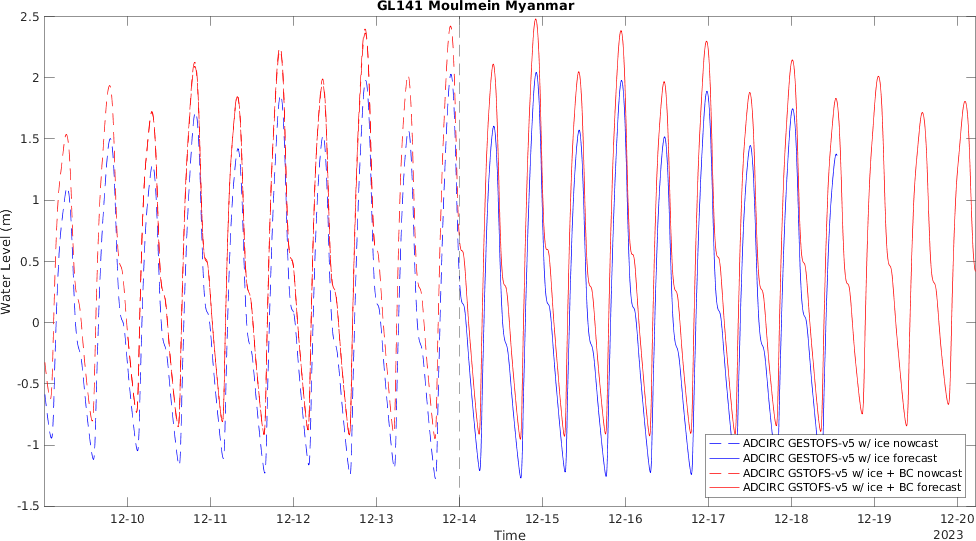 GL141 Moulmein Myanmar
2.5
2
1.5
1
0.5
0
-0.5
-1
-1.5
Water Level (m)
ADCIRC GESTOFS-v5 w/ ice nowcast
ADCIRC GESTOFS-v5 w/ ice forecast
ADCIRC GSTOFS-v5 w/ ice + BC nowcast
ADCIRC GSTOFS-v5 w/ ice + BC forecast
12-10 12-11 12-12 12-13 12-14 12-15 12-16 12-17 12-18 12-19 12-20
Time
2023